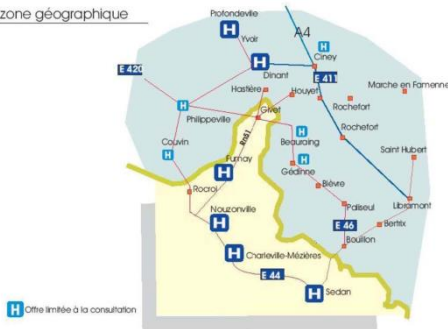 zone géographique
Profondeville
Yvoir
A4
H
H
Ciney
H
Dinant
E 420
E 411
Hastière
Houyet
Marche en Famenne
Rochefort
H
Givet
Philippeville
H
Rochefort
Rn51
Beauraing
Couvin
H
Saint Hubert
H
Gédinne
Fumay
H
Bièvre
Rocroi
Paliseul
Libramont
Nouzonville
H
E 46
Bertrix
Bouillon
H
Charleville-Mézières
E 44
H
Sedan
H Offre limitée à la consultation